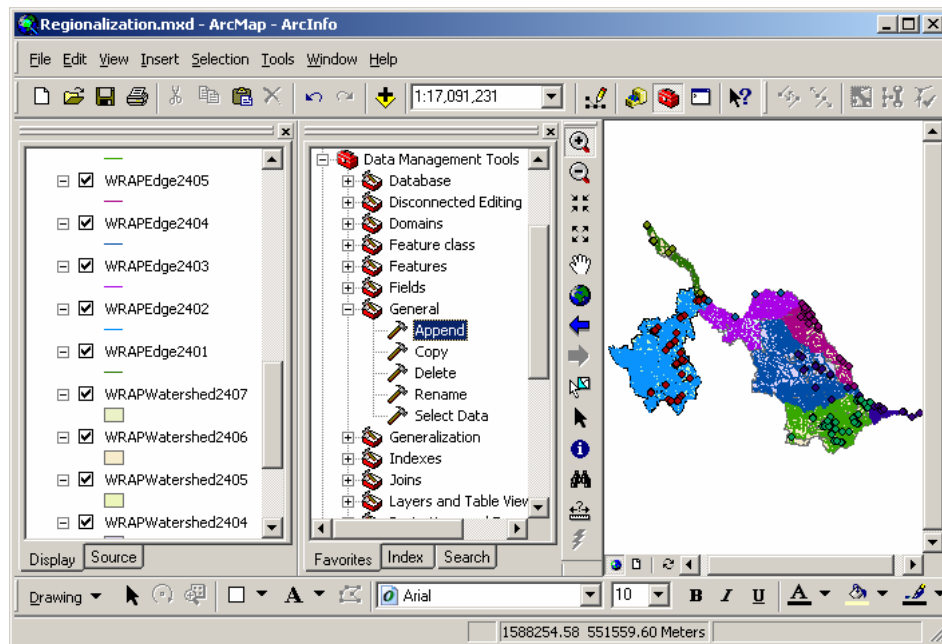 Regionalization.mxd - ArcMap - ArcInfo
File Edit View Insert Selection Tools Window Help
1:17,091,231
WRAPEdge2405
WRAPEdge2404
WRAPEdge2403
WRAPEdge2402
WRAPEdge2401
WRAPWatershed2407
WRAPWatershed2406
WRAPWatershed2405
WRAPWatershed2404
Display Source
Data Management Tools
Database
Disconnected Editing
Domains
Feature class
Features
Fields
General
Append
Copy
Delete
Rename
Select Data
Generalization
Indexes
Joins
Layers and Table View
Favorites Index Search
Drawing A Arial 10 B I U A
1588254.58 551559.60 Meters